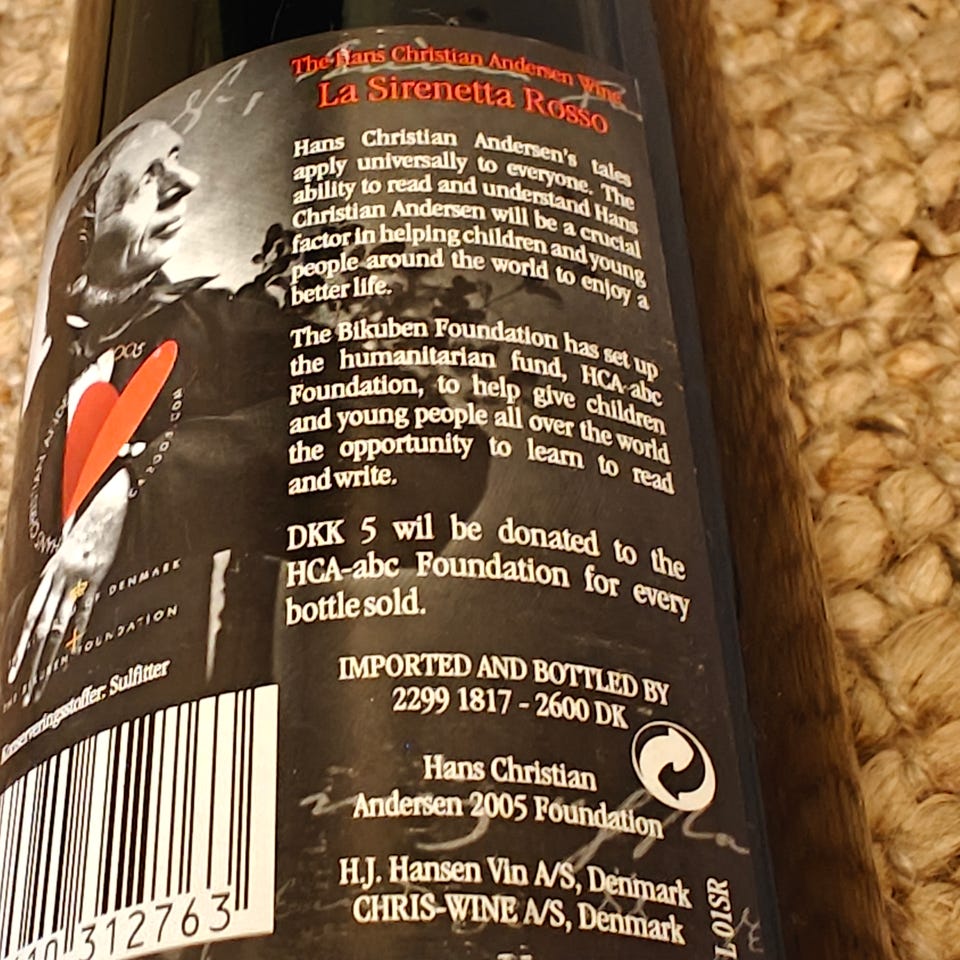 The Hans Christian Andersen Wine
La Sirenetta Rosso
Hans Christian Andersen's tales
apply universally to everyone. The
ability to read and understand Hans
Christian Andersen will be a crucial
factor in helping children and young
people around the world to enjoy a
better life.
The Bikuben Foundation has set up
the humanitarian fund, HCA-abc
Foundation, to help give children
and young people all over the world
the opportunity to learn to read
and write.
DKK 5 wil be donated to the
HCA-abc Foundation for every
bottle sold.
IMPORTED AND BOTTLED BY
2299 1817 - 2600 DK
Hans Christian
Andersen 2005 Foundation
H.J. Hansen Vin A/S, Denmark
CHRIS-WINE A/S, Denmark
L01SR
2005
OF DENMARK
FOUNDATION
Konserveringsstoffer: Sulfitter
312763